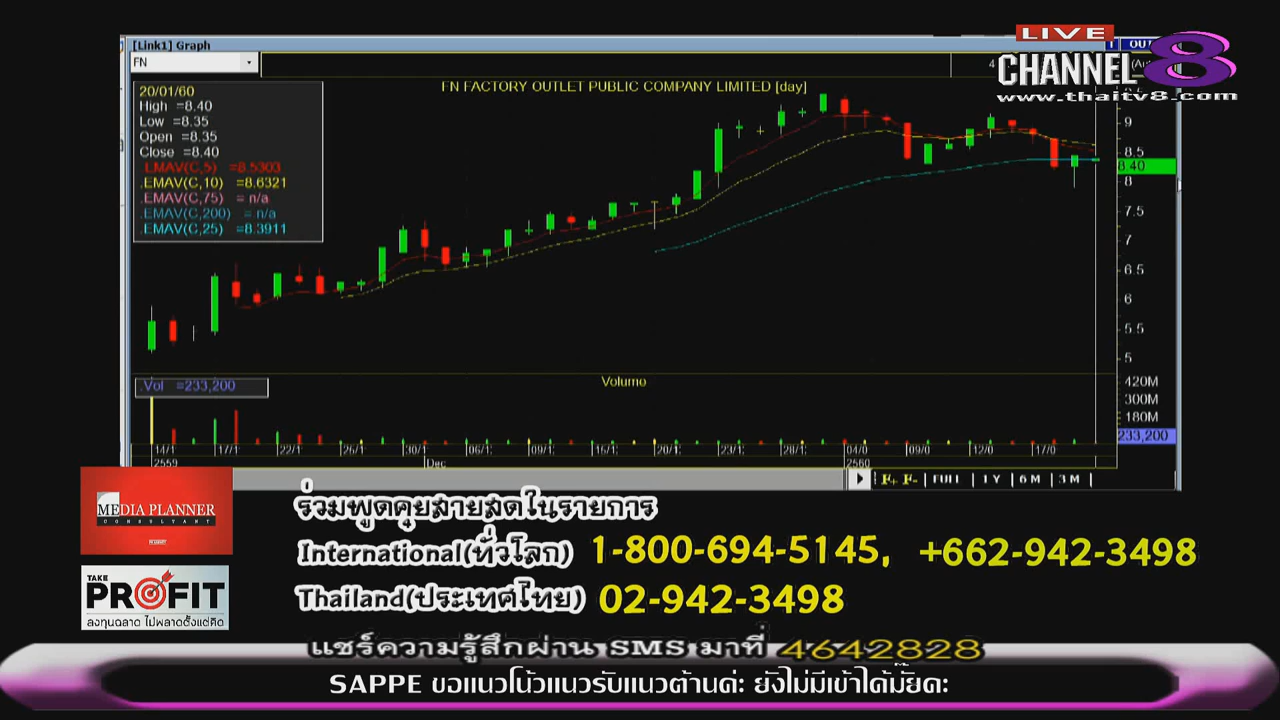 LIVE
CHANNEL 8
www.thaitv8.com
[Link1] Graph
FN
FN FACTORY OUTLET PUBLIC COMPANY LIMITED [day]
20/01/60
High =8.40
Low =8.35
Open =8.35
Close =8.40
.EMAV(C,5) =8.5303
.EMAV(C,10) =8.6321
.EMAV(C,75) = n/a
.EMAV(C,200) = n/a
.EMAV(C,25) =8.3911
9
8.5
8.40
8
7.5
7
6.5
6
5.5
5
.Vol =233,200
Volume
420M
300M
180M
233,200
14/1 17/1 22/1 26/1 30/1 06/1 09/1 16/1 20/1 23/1 28/1 04/0 09/0 12/0 17/0
2559 Dec 2560
F+ F- FULL 1 Y 6 M 3 M
MEDIA PLANNER
CONSULTANT
TAKE
PROFIT
ลงทุนฉลาด ไม่พลาดตั้งแต่คิด
ร่วมพูดคุยสายสดในรายการ
International(ทั่วโลก) 1-800-694-5145, +662-942-3498
Thailand(ประเทศไทย) 02-942-3498
แชร์ความรู้สึกผ่าน SMS มาที่ 4642828
SAPPE ขอแนวโน้วแนวรับแนวต้านค่ะ ยังไม่มีเข้าได้มั๊ยคะ